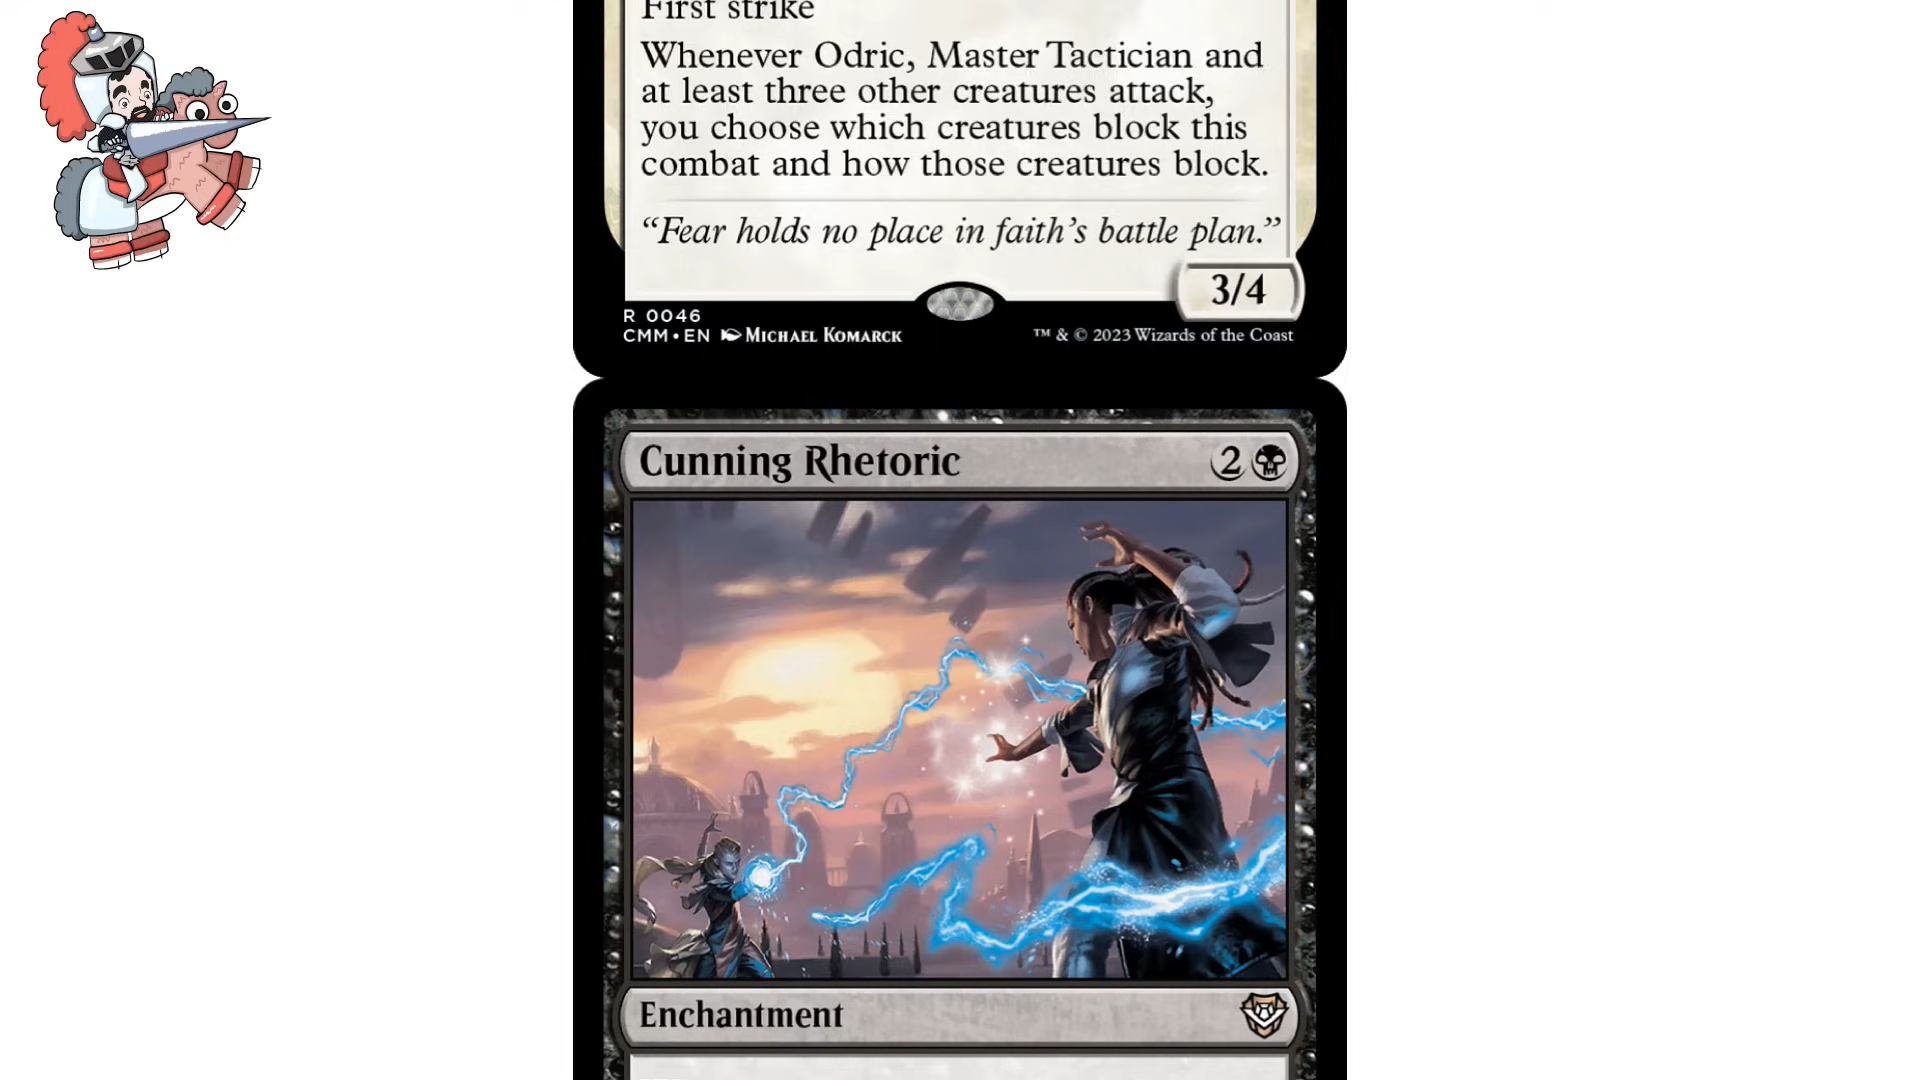 First strike
Whenever Odric, Master Tactician and
at least three other creatures attack,
you choose which creatures block this
combat and how those creatures block.
“Fear holds no place in faith’s battle plan.”
3/4
R 0046
CMM • EN Michael Komarck
™ & © 2023 Wizards of the Coast
Cunning Rhetoric 2
Enchantment